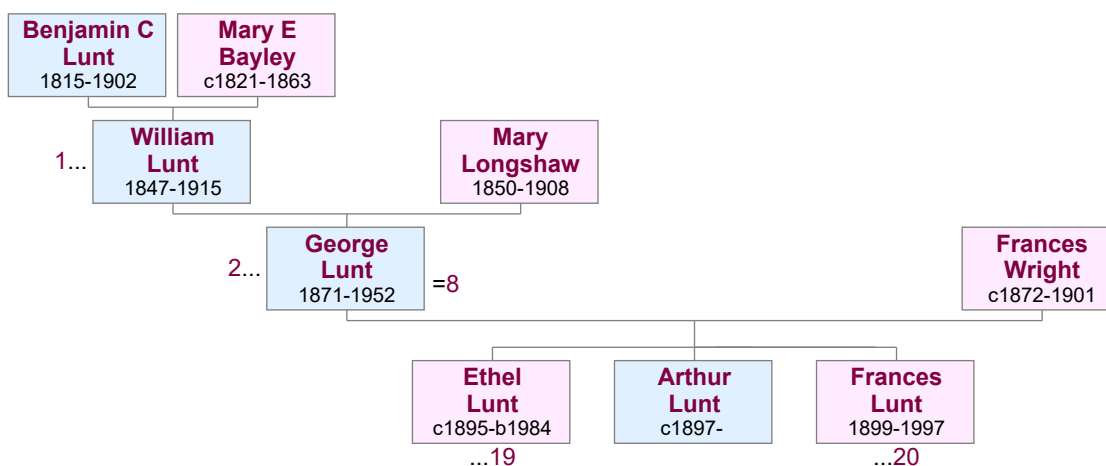 Benjamin C
Lunt
1815-1902
Mary E
Bayley
c1821-1863
1...
William
Lunt
1847-1915
Mary
Longshaw
1850-1908
2...
George
Lunt
1871-1952
=8
Frances
Wright
c1872-1901
Ethel
Lunt
c1895-b1984
Arthur
Lunt
c1897-
Frances
Lunt
1899-1997
...19
...20